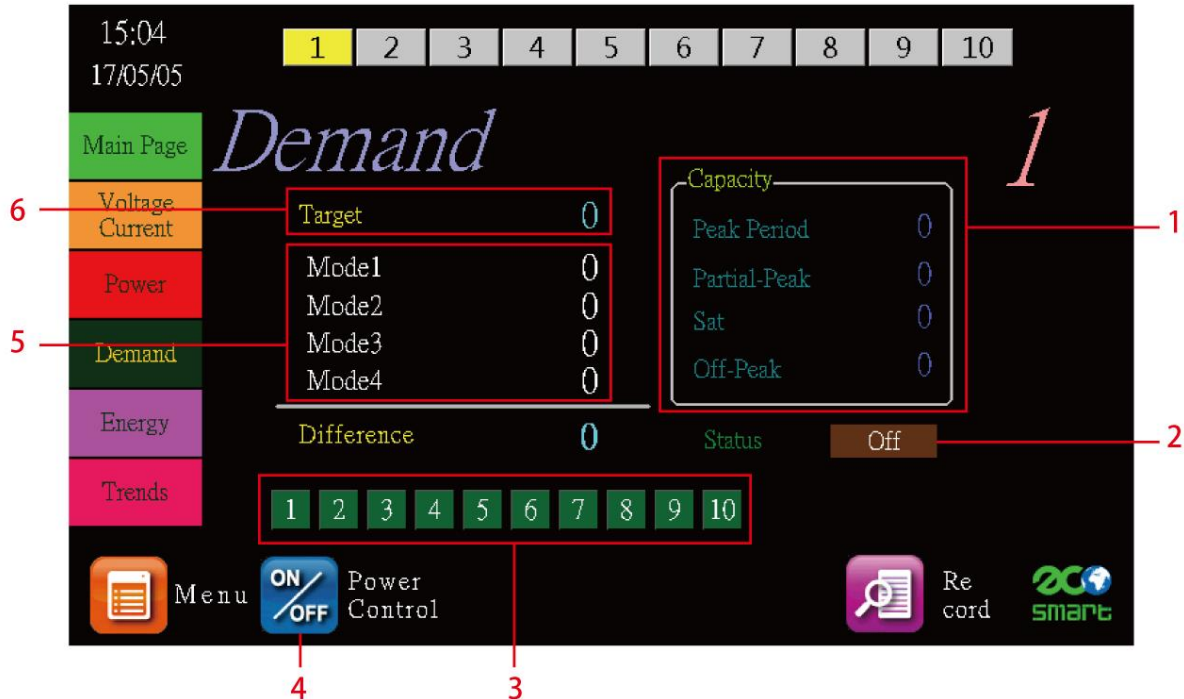 15:04
17/05/05
1 2 3 4 5 6 7 8 9 10
Main Page
Voltage
Current
Power
Demand
Energy
Trends
Demand
1
Target 0
Mode1 0
Mode2 0
Mode3 0
Mode4 0
Difference 0
Capacity
Peak Period 0
Partial-Peak 0
Sat 0
Off-Peak 0
Status Off
1 2 3 4 5 6 7 8 9 10
Menu
ON/OFF
Power
Control
Re
cord
eco
smart
6
5
1
2
4
3